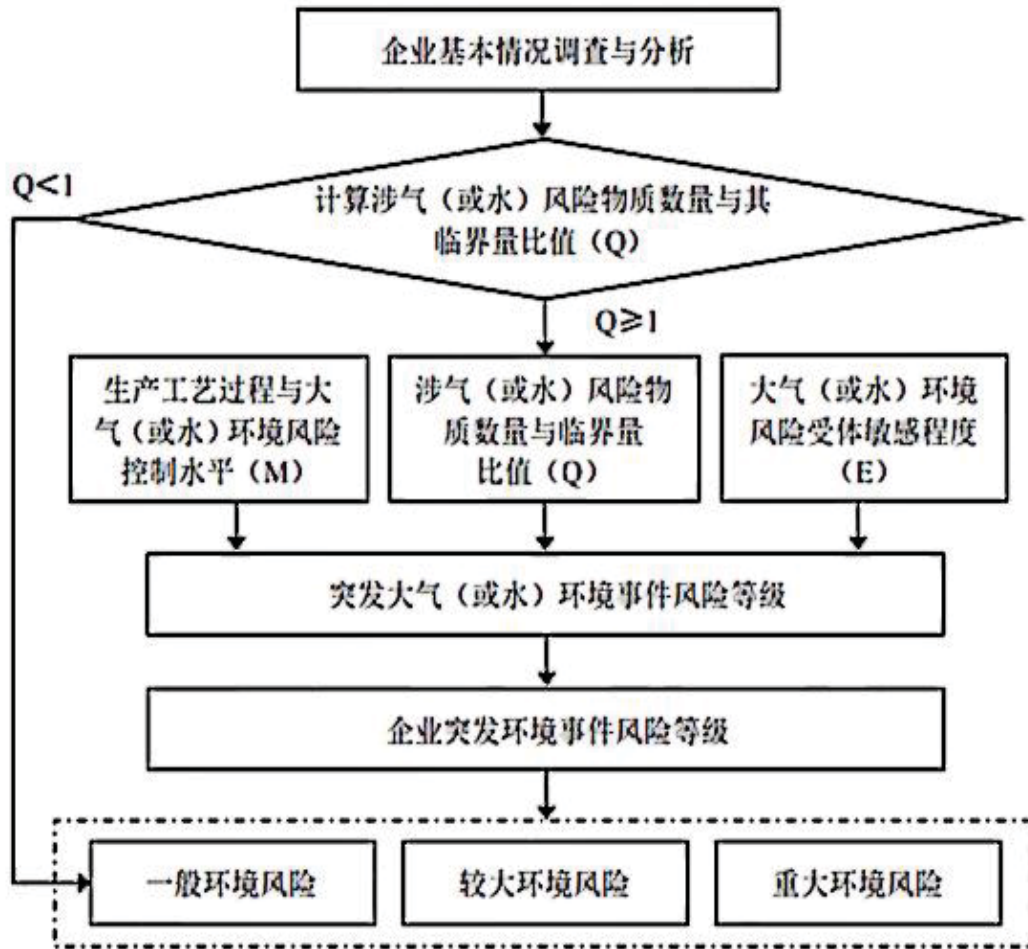 企业基本情况调查与分析
Q<1
计算涉气（或水）风险物质数量与其
临界量比值（Q）
Q≥1
生产工艺过程与大
气（或水）环境风险
控制水平（M）
涉气（或水）风险物
质数量与临界量
比值（Q）
大气（或水）环境
风险受体敏感程度
（E）
突发大气（或水）环境事件风险等级
企业突发环境事件风险等级
一般环境风险
较大环境风险
重大环境风险